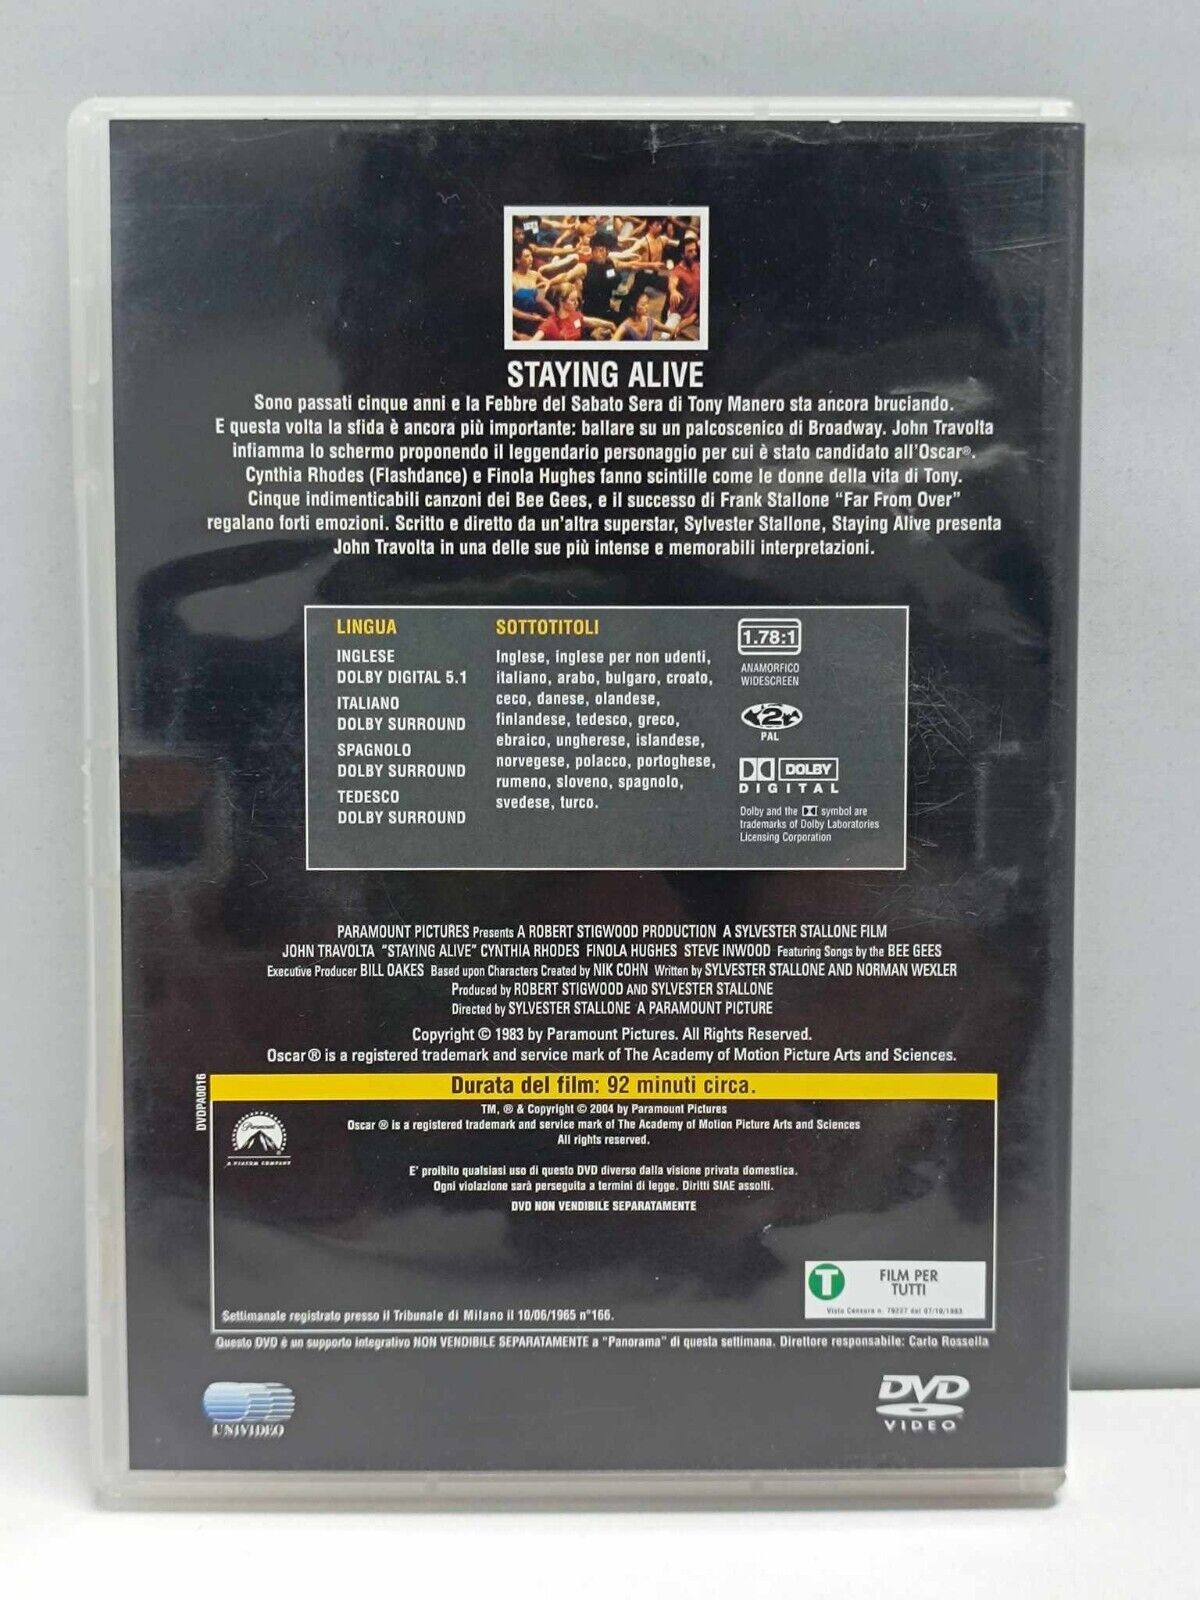 STAYING ALIVE
Sono passati cinque anni e la Febbre del Sabato Sera di Tony Manero sta ancora bruciando.
E questa volta la sfida è ancora più importante: ballare su un palcoscenico di Broadway. John Travolta
infiamma lo schermo proponendo il leggendario personaggio per cui è stato candidato all'Oscar®.
Cynthia Rhodes (Flashdance) e Finola Hughes fanno scintille come le donne della vita di Tony.
Cinque indimenticabili canzoni dei Bee Gees, e il successo di Frank Stallone "Far From Over"
regalano forti emozioni. Scritto e diretto da un'altra superstar, Sylvester Stallone, Staying Alive presenta
John Travolta in una delle sue più intense e memorabili interpretazioni.
LINGUA
INGLESE
DOLBY DIGITAL 5.1
ITALIANO
DOLBY SURROUND
SPAGNOLO
DOLBY SURROUND
TEDESCO
DOLBY SURROUND
SOTTOTITOLI
Inglese, inglese per non udenti,
italiano, arabo, bulgaro, croato,
ceco, danese, olandese,
finlandese, tedesco, greco,
ebraico, ungherese, islandese,
norvegese, polacco, portoghese,
rumeno, sloveno, spagnolo,
svedese, turco.
1.78:1
ANAMORFICO
WIDESCREEN
2
PAL
DOLBY
DIGITAL
Dolby and the symbol are
trademarks of Dolby Laboratories
Licensing Corporation
PARAMOUNT PICTURES Presents A ROBERT STIGWOOD PRODUCTION A SYLVESTER STALLONE FILM
JOHN TRAVOLTA "STAYING ALIVE" CYNTHIA RHODES FINOLA HUGHES STEVE INWOOD Featuring Songs by the BEE GEES
Executive Producer BILL OAKES Based upon Characters Created by NIK COHN Written by SYLVESTER STALLONE AND NORMAN WEXLER
Produced by ROBERT STIGWOOD AND SYLVESTER STALLONE
Directed by SYLVESTER STALLONE A PARAMOUNT PICTURE
Copyright © 1983 by Paramount Pictures. All Rights Reserved.
Oscar® is a registered trademark and service mark of The Academy of Motion Picture Arts and Sciences.
DVDPA0016
Durata del film: 92 minuti circa.
Paramount
A VIACOM COMPANY
TM, ® & Copyright © 2004 by Paramount Pictures
Oscar ® is a registered trademark and service mark of The Academy of Motion Picture Arts and Sciences
All rights reserved.
E' proibito qualsiasi uso di questo DVD diverso dalla visione privata domestica.
Ogni violazione sarà perseguita a termini di legge. Diritti SIAE assolti.
DVD NON VENDIBILE SEPARATAMENTE
T
FILM PER
TUTTI
Visto Censura n. 79227 del 07/10/1983
Settimanale registrato presso il Tribunale di Milano il 10/06/1965 n°166.
Questo DVD è un supporto integrativo NON VENDIBILE SEPARATAMENTE a "Panorama" di questa settimana. Direttore responsabile: Carlo Rossella
UNIVIDEO
DVD
VIDEO